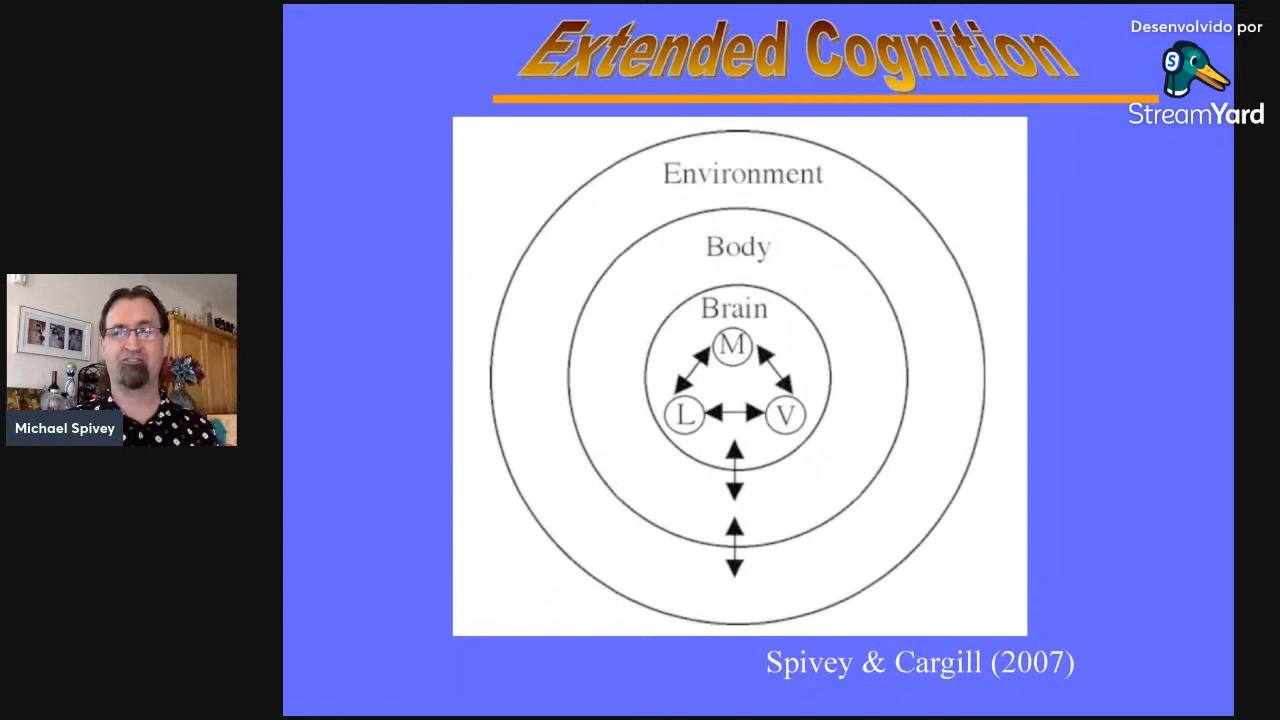 Extended Cognition
Desenvolvido por
StreamYard
Environment
Body
Brain
M
L
V
Michael Spivey
Spivey & Cargill (2007)